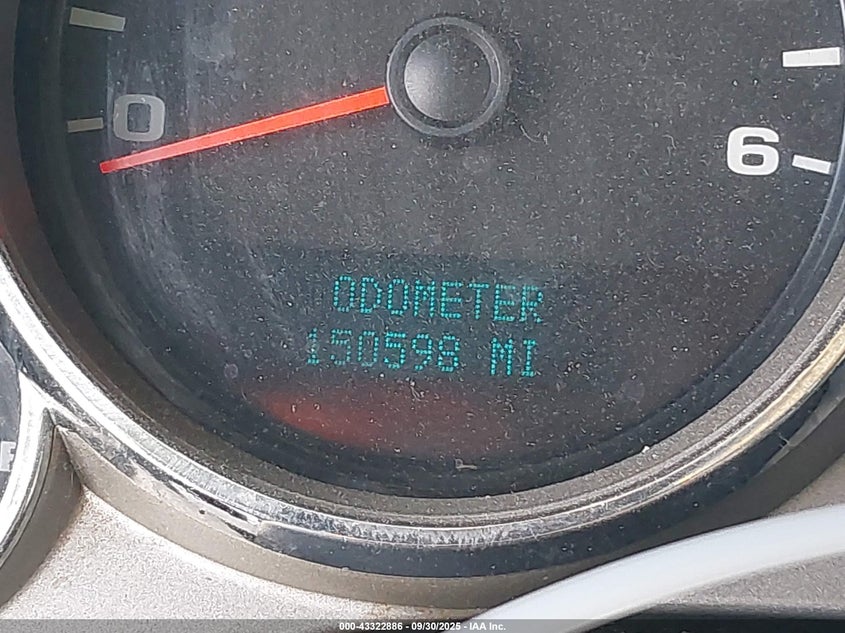 0
6
ODOMETER
150598 MI
000-43322886 - 09/30/2025 - IAA Inc.